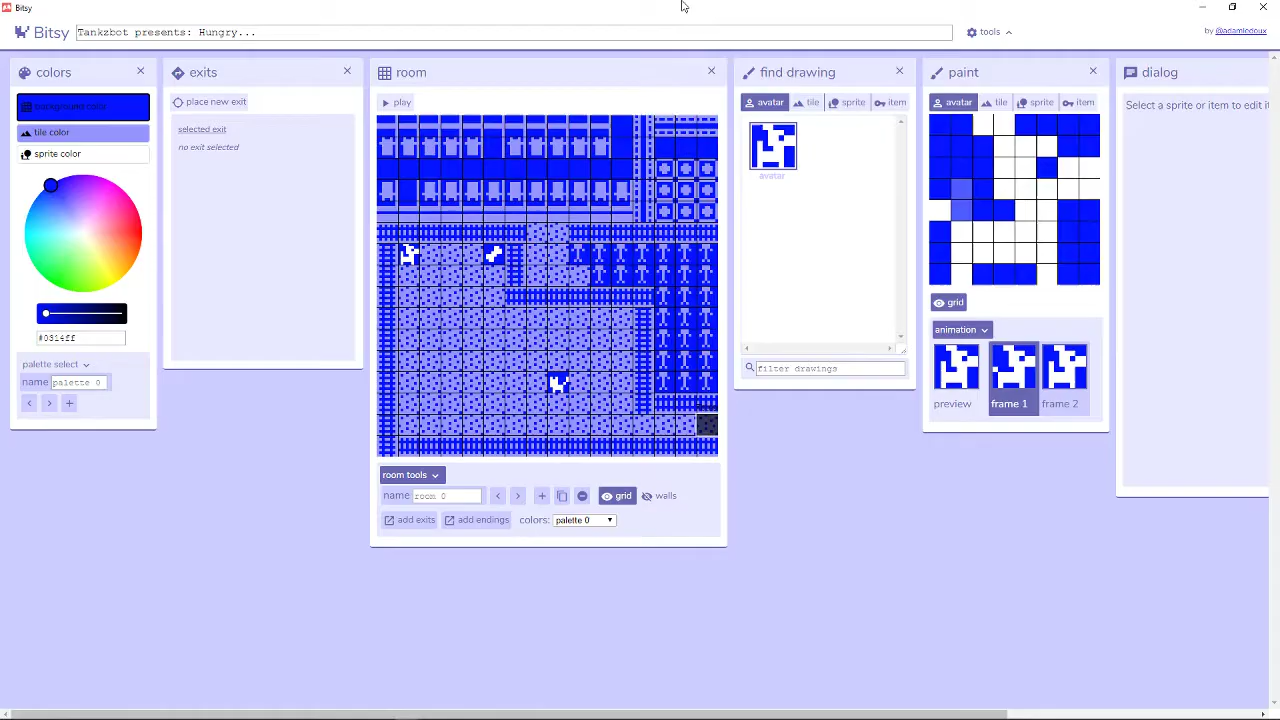 Bitsy
Bitsy
Tankzbot presents: Hungry...
tools
by @adamledoux
colors
background color
tile color
sprite color
#0314ff
palette select
name palette 0
exits
place new exit
selected exit
no exit selected
room
play
room tools
name room 0
grid
walls
add exits
add endings
colors: palette 0
find drawing
avatar
tile
sprite
item
avatar
filter drawings
paint
avatar
tile
sprite
item
grid
animation
preview
frame 1
frame 2
dialog
Select a sprite or item to edit i